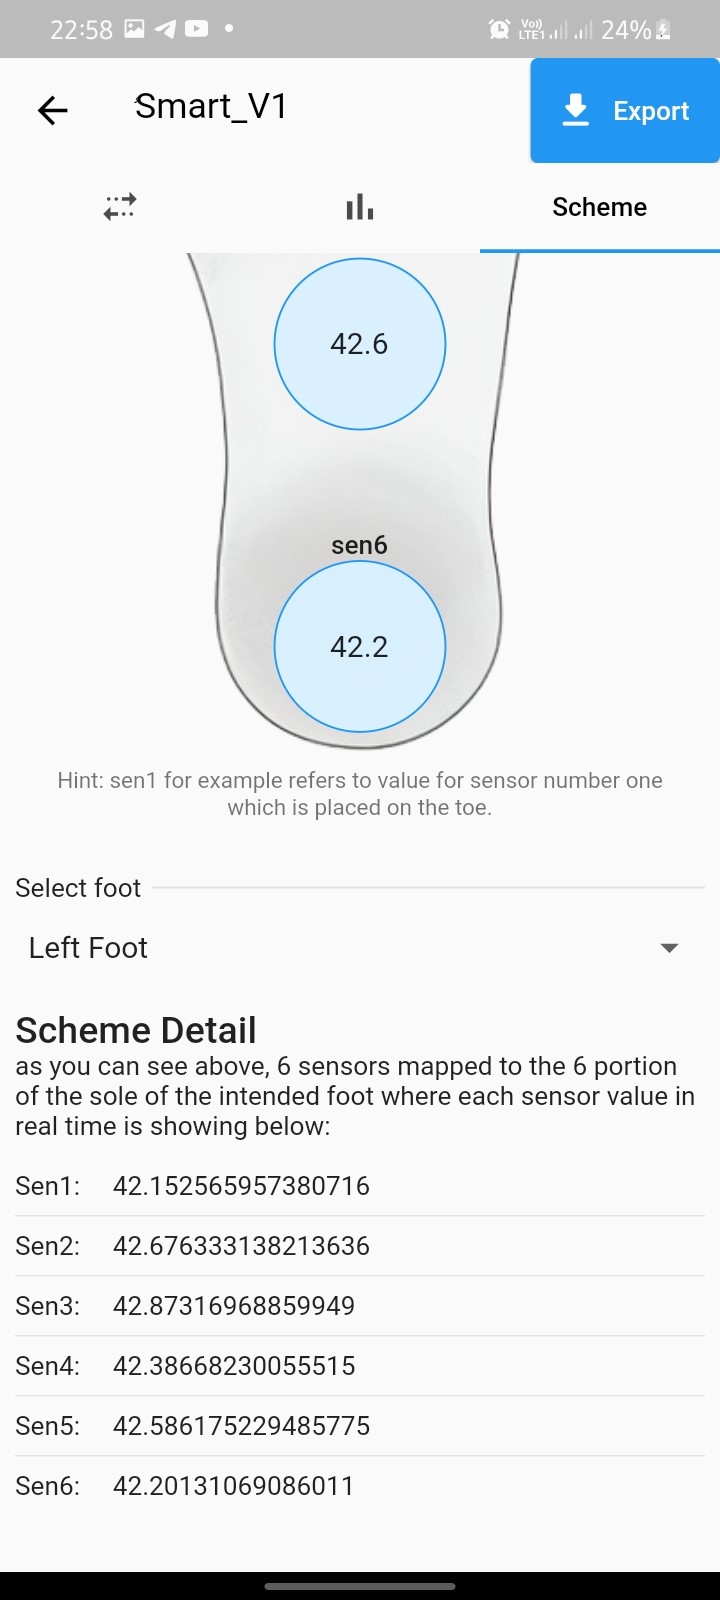 22:58
Vo)) LTE1 24%
Smart_V1
Export
Scheme
42.6
sen6
42.2
Hint: sen1 for example refers to value for sensor number one
which is placed on the toe.
Select foot
Left Foot
Scheme Detail
as you can see above, 6 sensors mapped to the 6 portion
of the sole of the intended foot where each sensor value in
real time is showing below:
Sen1: 42.152565957380716
Sen2: 42.676333138213636
Sen3: 42.87316968859949
Sen4: 42.38668230055515
Sen5: 42.586175229485775
Sen6: 42.20131069086011